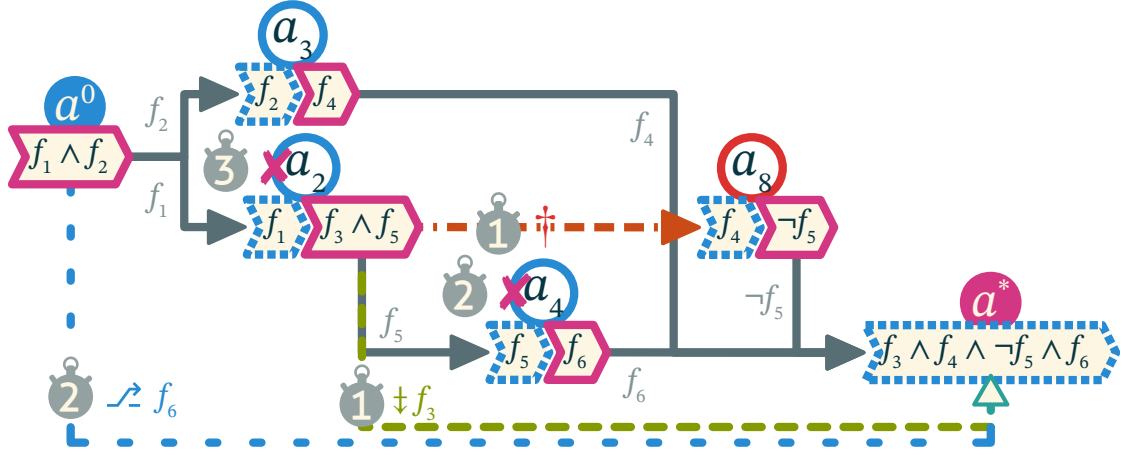 a₃
f₂ f₄
a⁰
f₂
f₁ ∧ f₂
f₄
3
a₂
a₈
f₁
f₁ f₃ ∧ f₅
1 †
f₄ ¬f₅
2
a₄
¬f₅
a*
f₅
f₅ f₆
f₃ ∧ f₄ ∧ ¬f₅ ∧ f₆
f₆
2 f₆
1 ‡ f₃